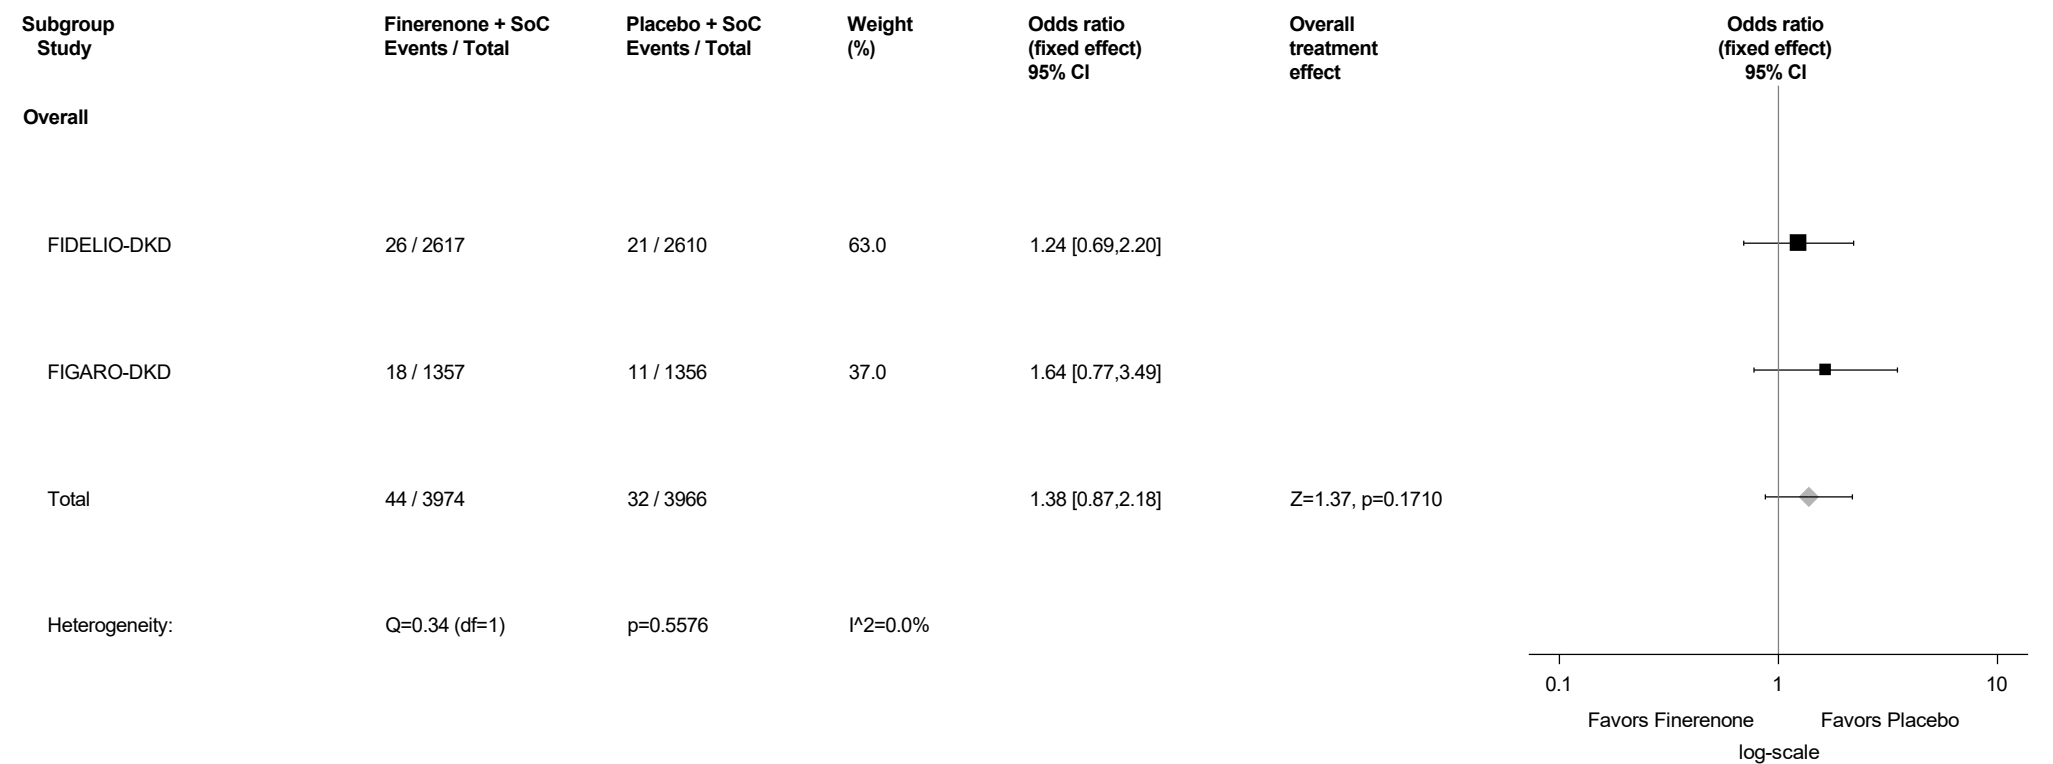 Subgroup Finerenone + SoC Placebo + SoC Weight Odds ratio Overall Odds ratio
Study Events / Total Events / Total (%) (fixed effect) treatment (fixed effect)
95% CI effect 95% CI
Overall
FIDELIO-DKD 26 / 2617 21 / 2610 63.0 1.24 [0.69,2.20]
FIGARO-DKD 18 / 1357 11 / 1356 37.0 1.64 [0.77,3.49]
Total 44 / 3974 32 / 3966 1.38 [0.87,2.18] Z=1.37, p=0.1710
Heterogeneity: Q=0.34 (df=1) p=0.5576 I^2=0.0%
0.1 1 10
Favors Finerenone Favors Placebo
log-scale